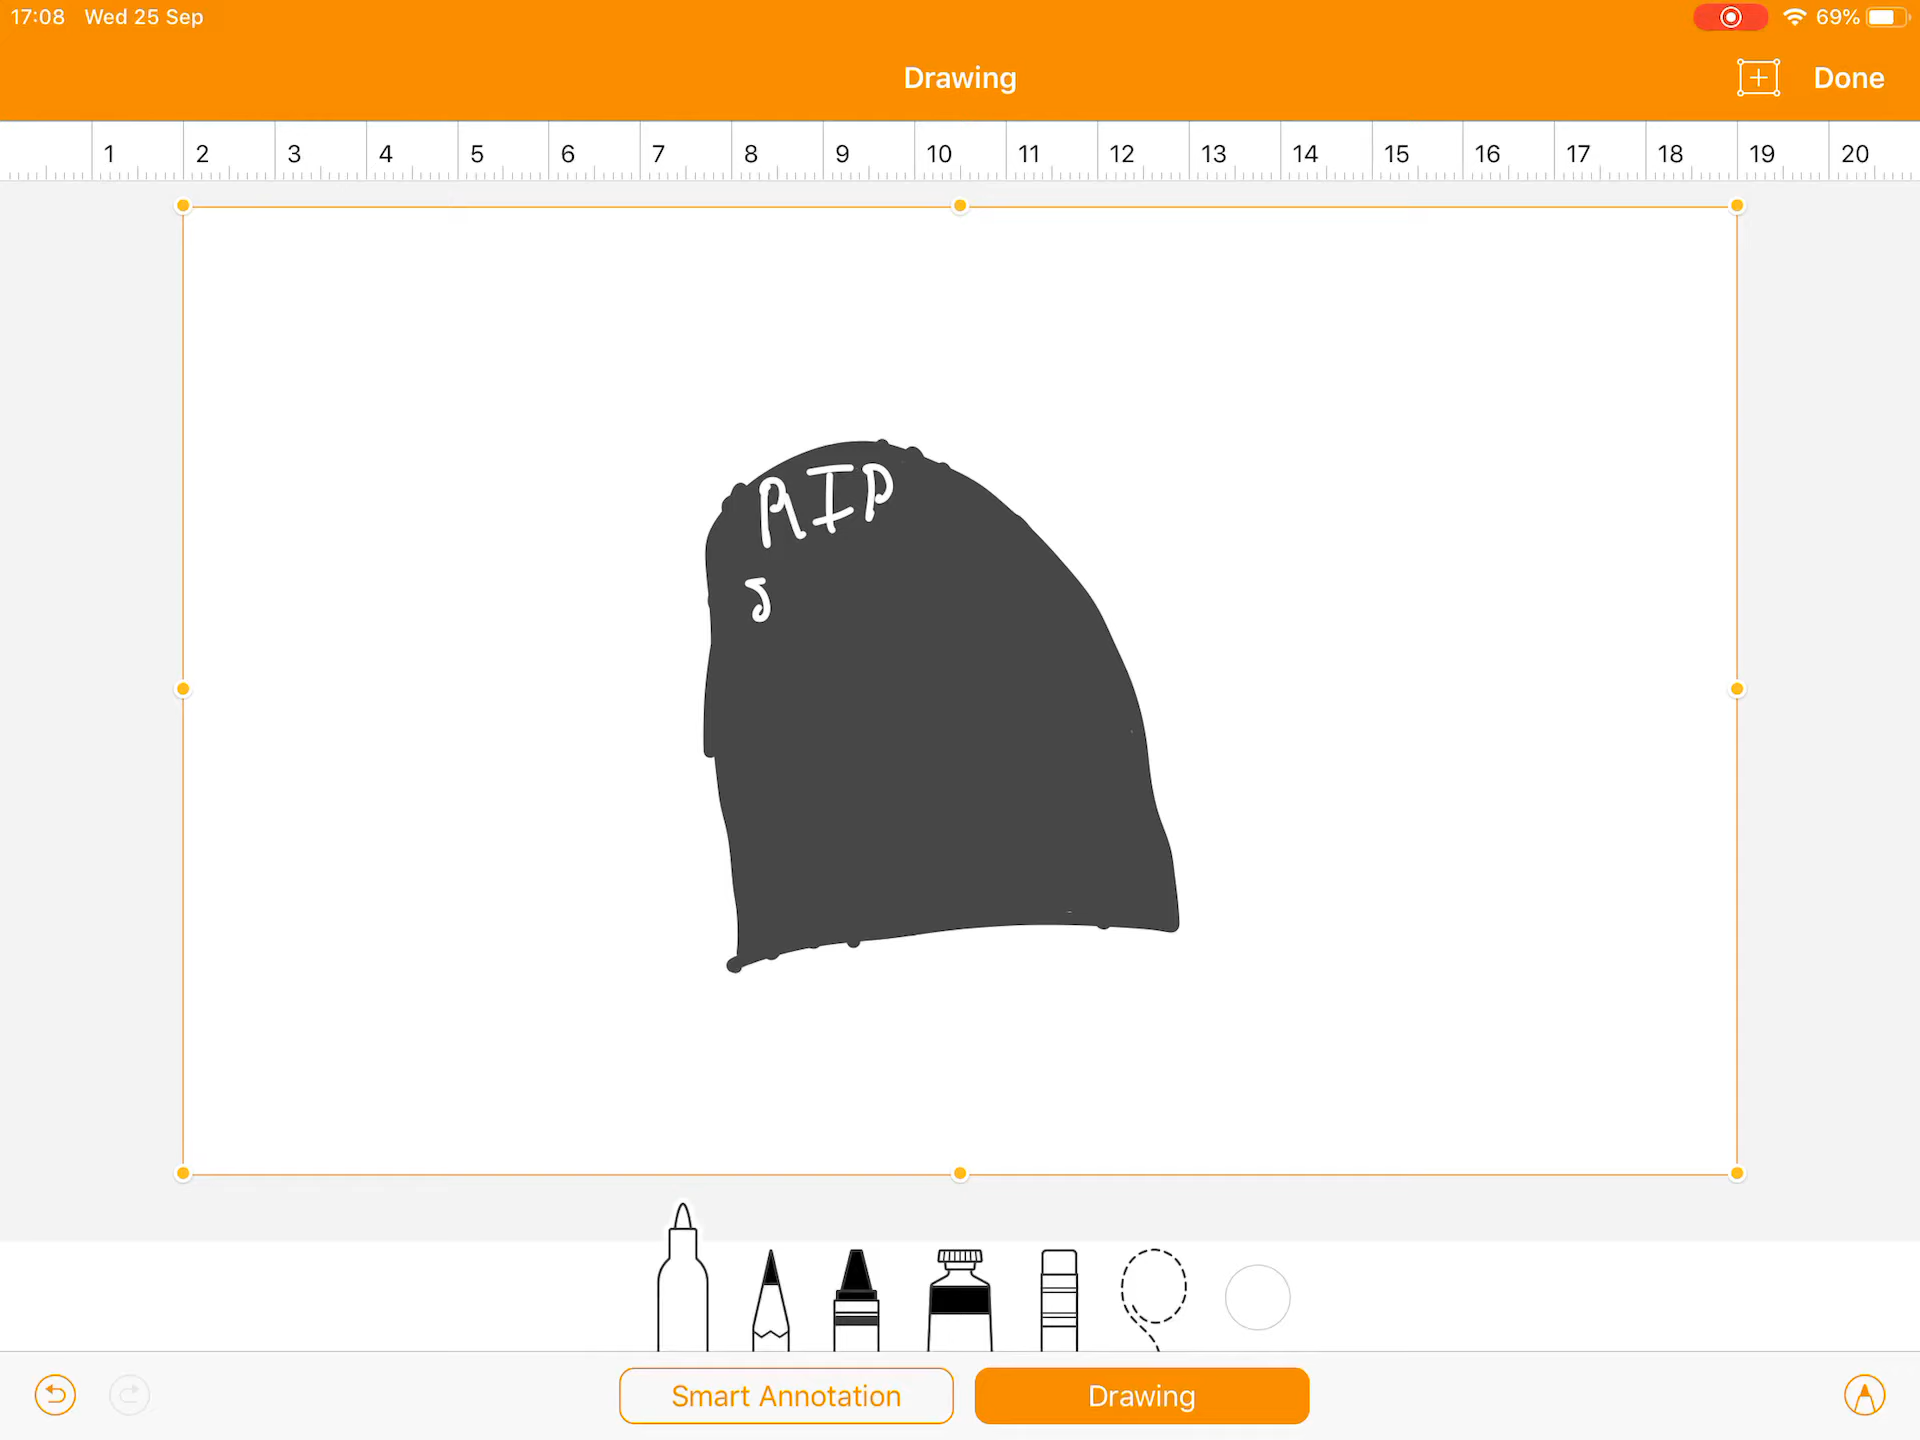 17:08 Wed 25 Sep 69%
Drawing Done
1 2 3 4 5 6 7 8 9 10 11 12 13 14 15 16 17 18 19 20
RIP
Smart Annotation Drawing